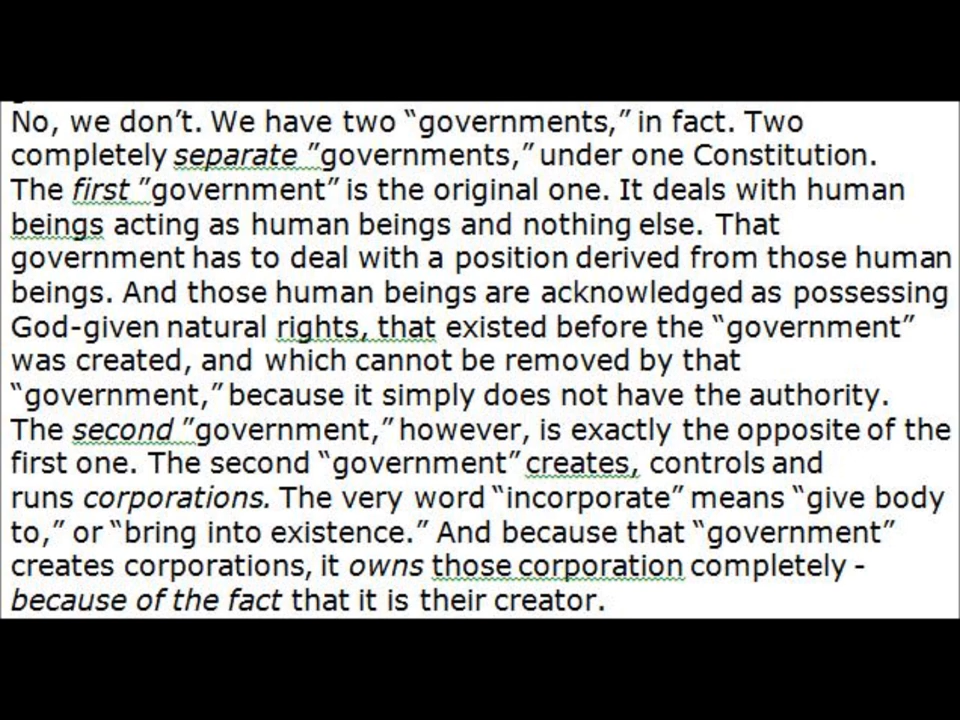 No, we don’t. We have two “governments,” in fact. Two
completely separate ”governments,” under one Constitution.
The first ”government” is the original one. It deals with human
beings acting as human beings and nothing else. That
government has to deal with a position derived from those human
beings. And those human beings are acknowledged as possessing
God-given natural rights, that existed before the “government”
was created, and which cannot be removed by that
“government,” because it simply does not have the authority.
The second ”government,” however, is exactly the opposite of the
first one. The second “government” creates, controls and
runs corporations. The very word “incorporate” means “give body
to,” or “bring into existence.” And because that “government”
creates corporations, it owns those corporation completely -
because of the fact that it is their creator.